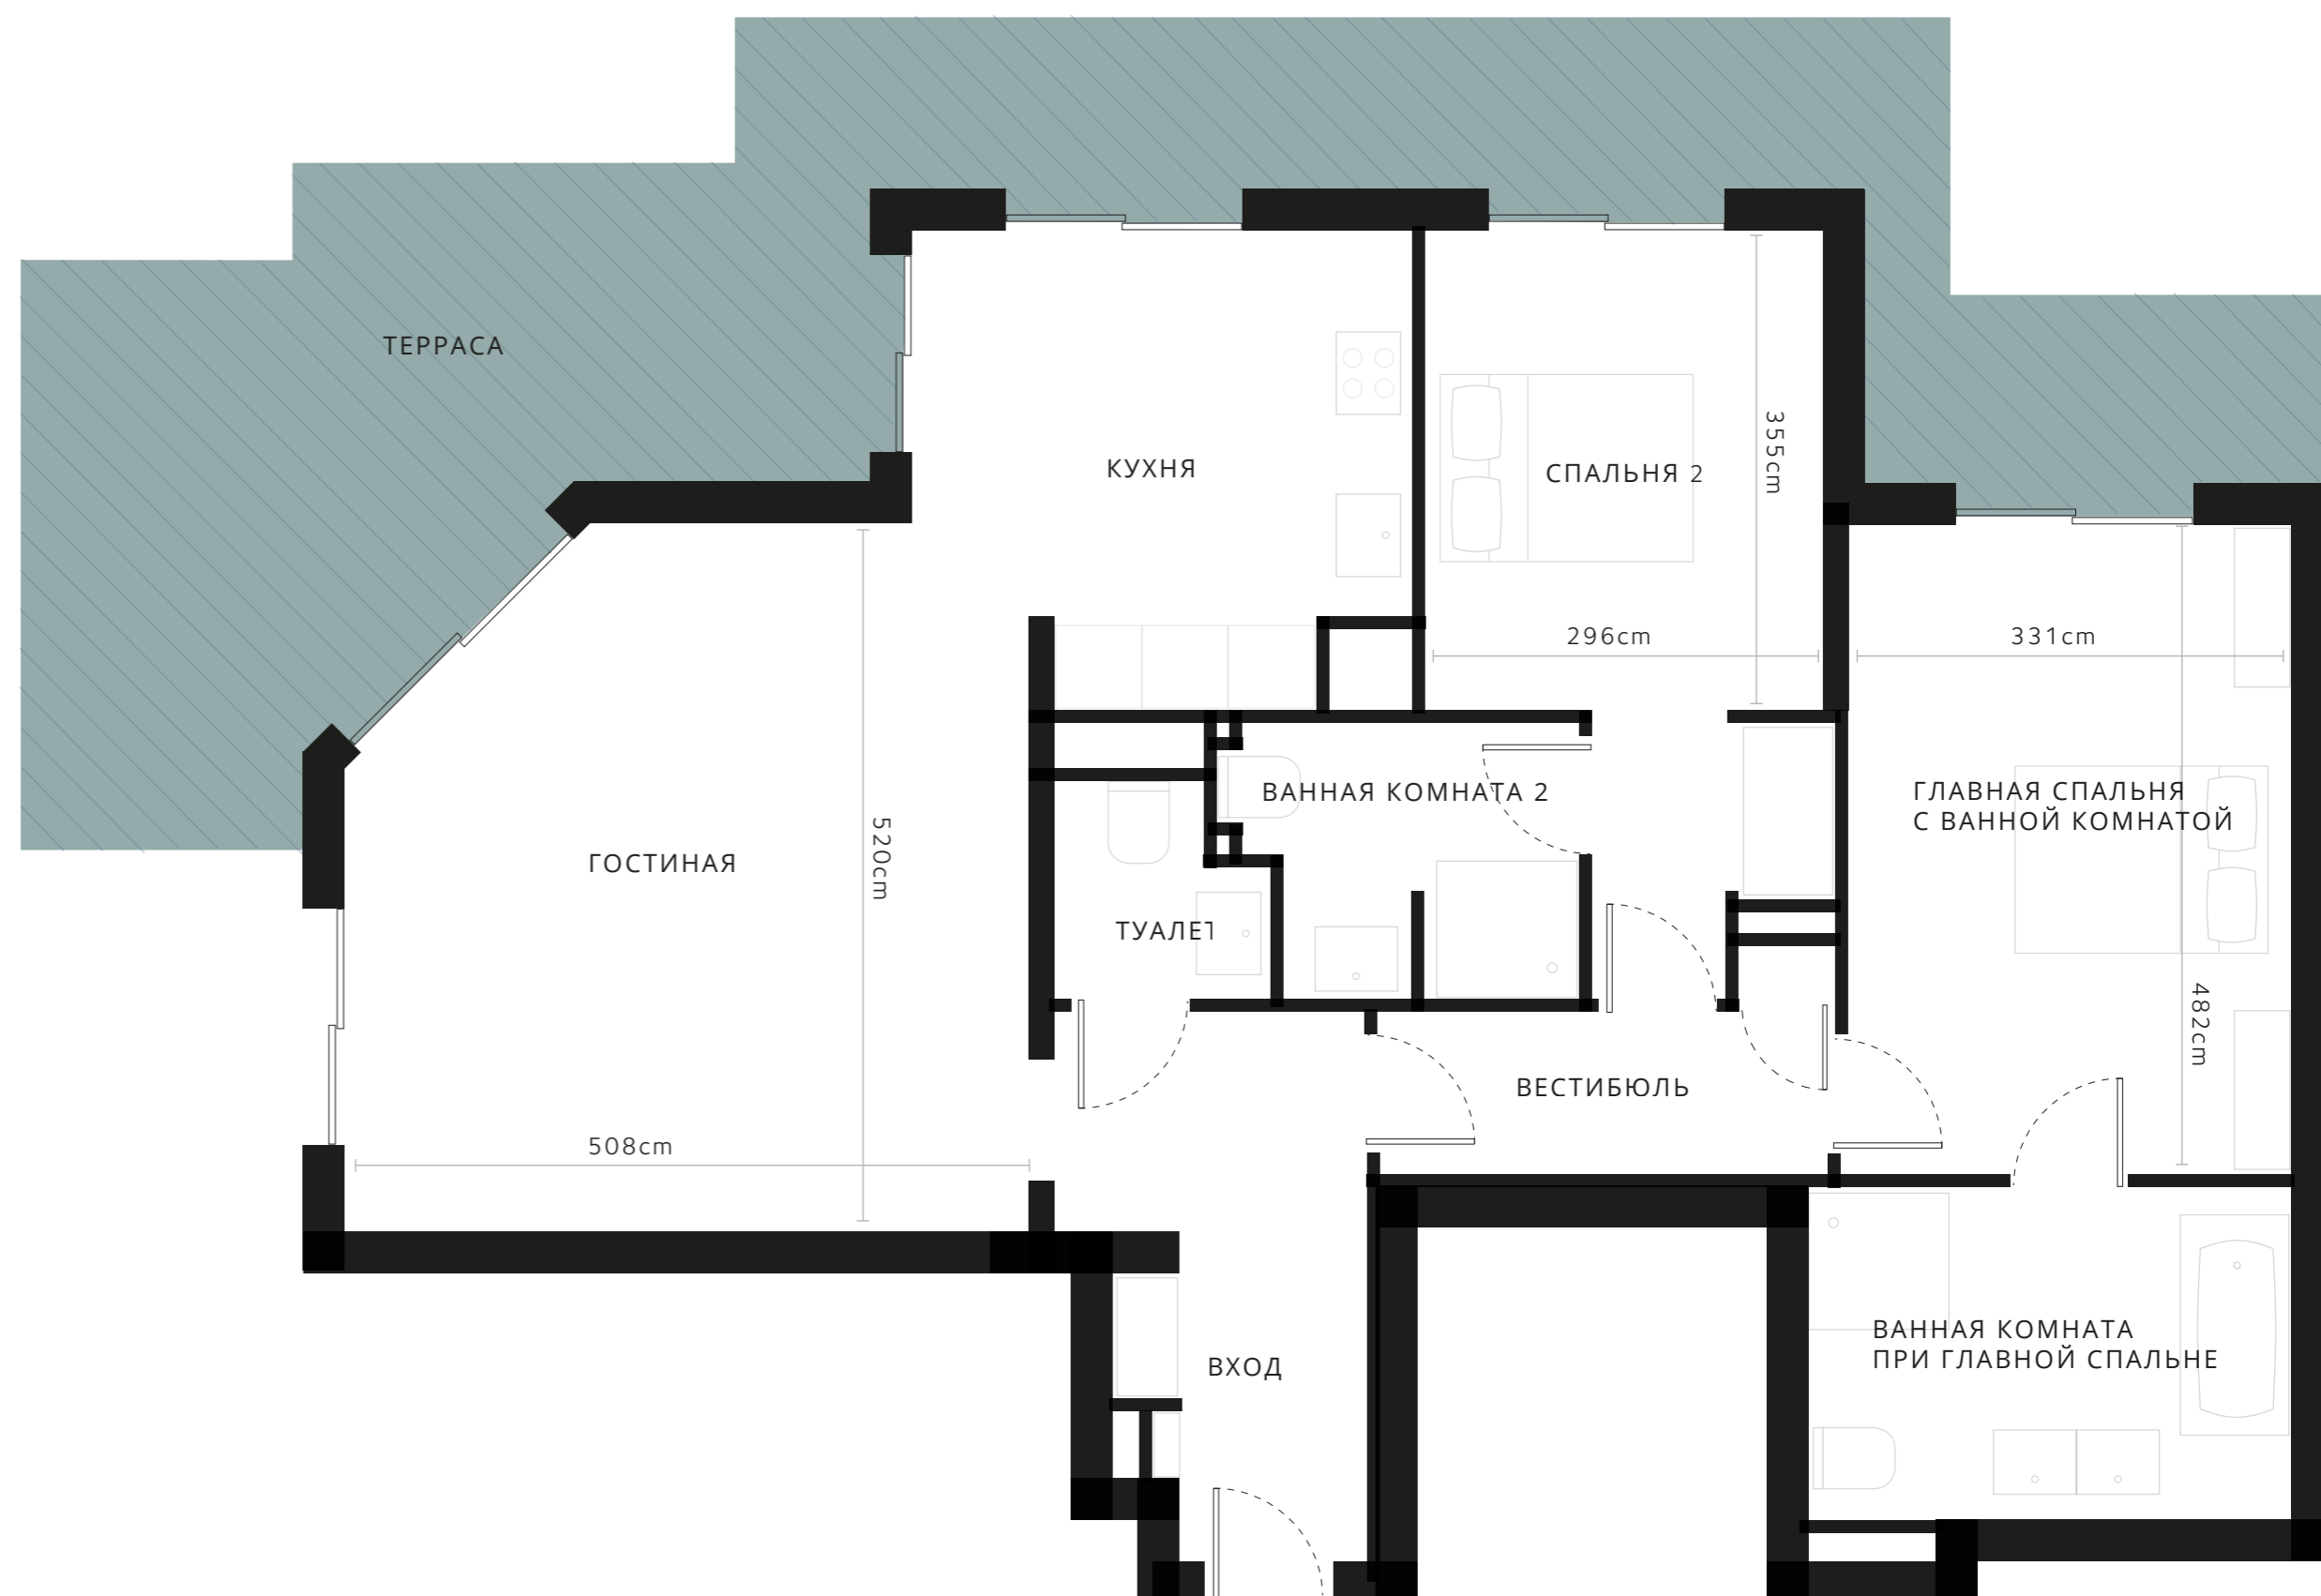 ТЕРРАСА
КУХНЯ
СПАЛЬНЯ 2
355cm
296cm
331cm
ГЛАВНАЯ СПАЛЬНЯ
С ВАННОЙ КОМНАТОЙ
ВАННАЯ КОМНАТА 2
520cm
ГОСТИНАЯ
ТУАЛЕТ
482cm
ВЕСТИБЮЛЬ
508cm
ВАННАЯ КОМНАТА
ПРИ ГЛАВНОЙ СПАЛЬНЕ
ВХОД